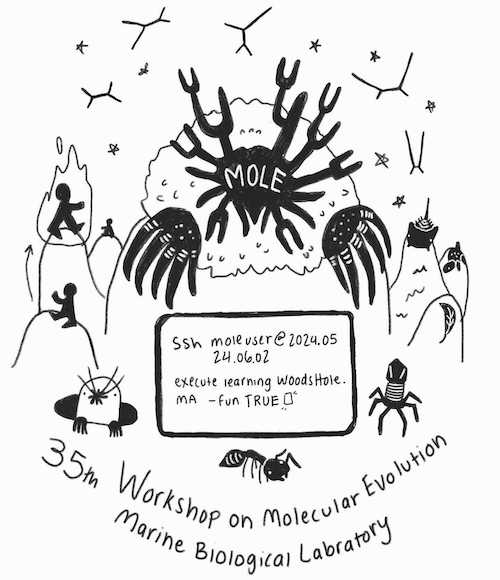 MOLE
ssh moleuser@2024.05
24.06.02
execute learning WoodsHole.
MA -fun TRUE
35th Workshop on Molecular Evolution
Marine Biological Labratory